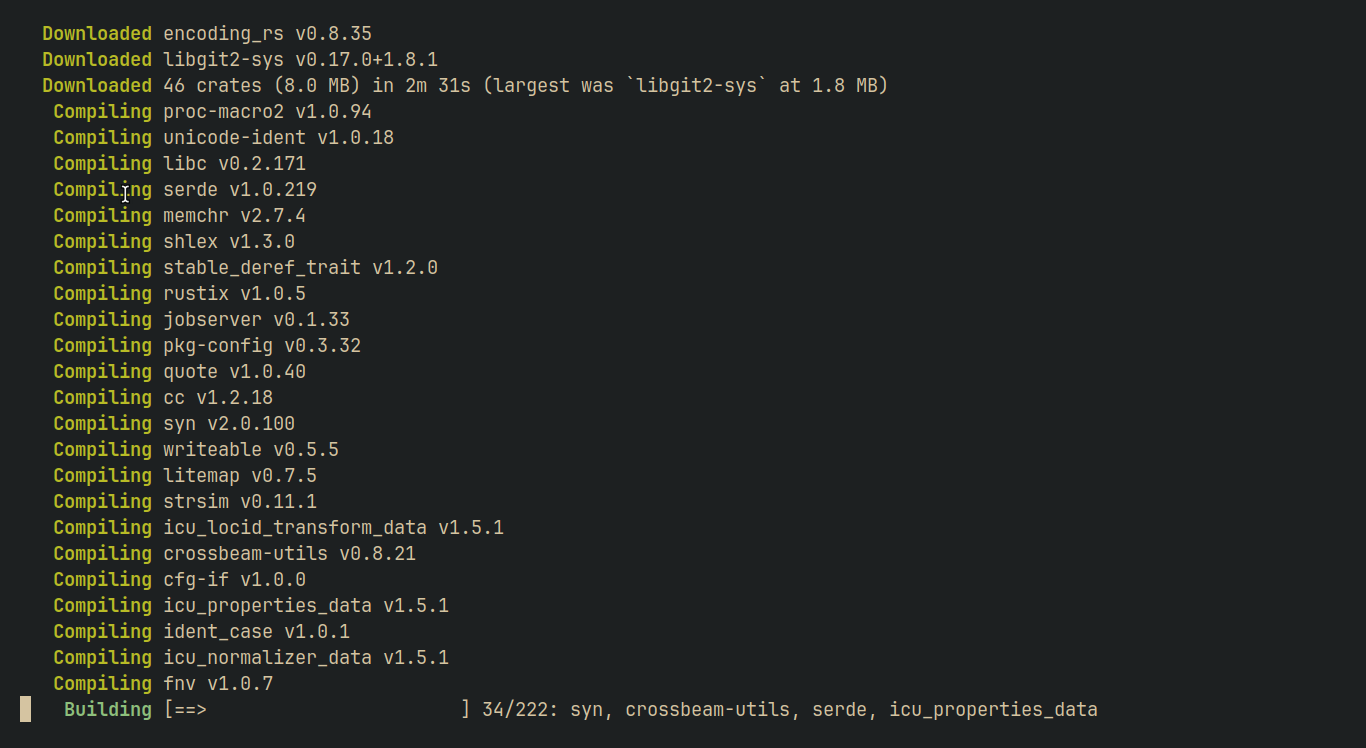 Downloaded encoding_rs v0.8.35
Downloaded libgit2-sys v0.17.0+1.8.1
Downloaded 46 crates (8.0 MB) in 2m 31s (largest was `libgit2-sys` at 1.8 MB)
Compiling proc-macro2 v1.0.94
Compiling unicode-ident v1.0.18
Compiling libc v0.2.171
Compiling serde v1.0.219
Compiling memchr v2.7.4
Compiling shlex v1.3.0
Compiling stable_deref_trait v1.2.0
Compiling rustix v1.0.5
Compiling jobserver v0.1.33
Compiling pkg-config v0.3.32
Compiling quote v1.0.40
Compiling cc v1.2.18
Compiling syn v2.0.100
Compiling writeable v0.5.5
Compiling litemap v0.7.5
Compiling strsim v0.11.1
Compiling icu_locid_transform_data v1.5.1
Compiling crossbeam-utils v0.8.21
Compiling cfg-if v1.0.0
Compiling icu_properties_data v1.5.1
Compiling ident_case v1.0.1
Compiling icu_normalizer_data v1.5.1
Compiling fnv v1.0.7
Building [==>                       ] 34/222: syn, crossbeam-utils, serde, icu_properties_data